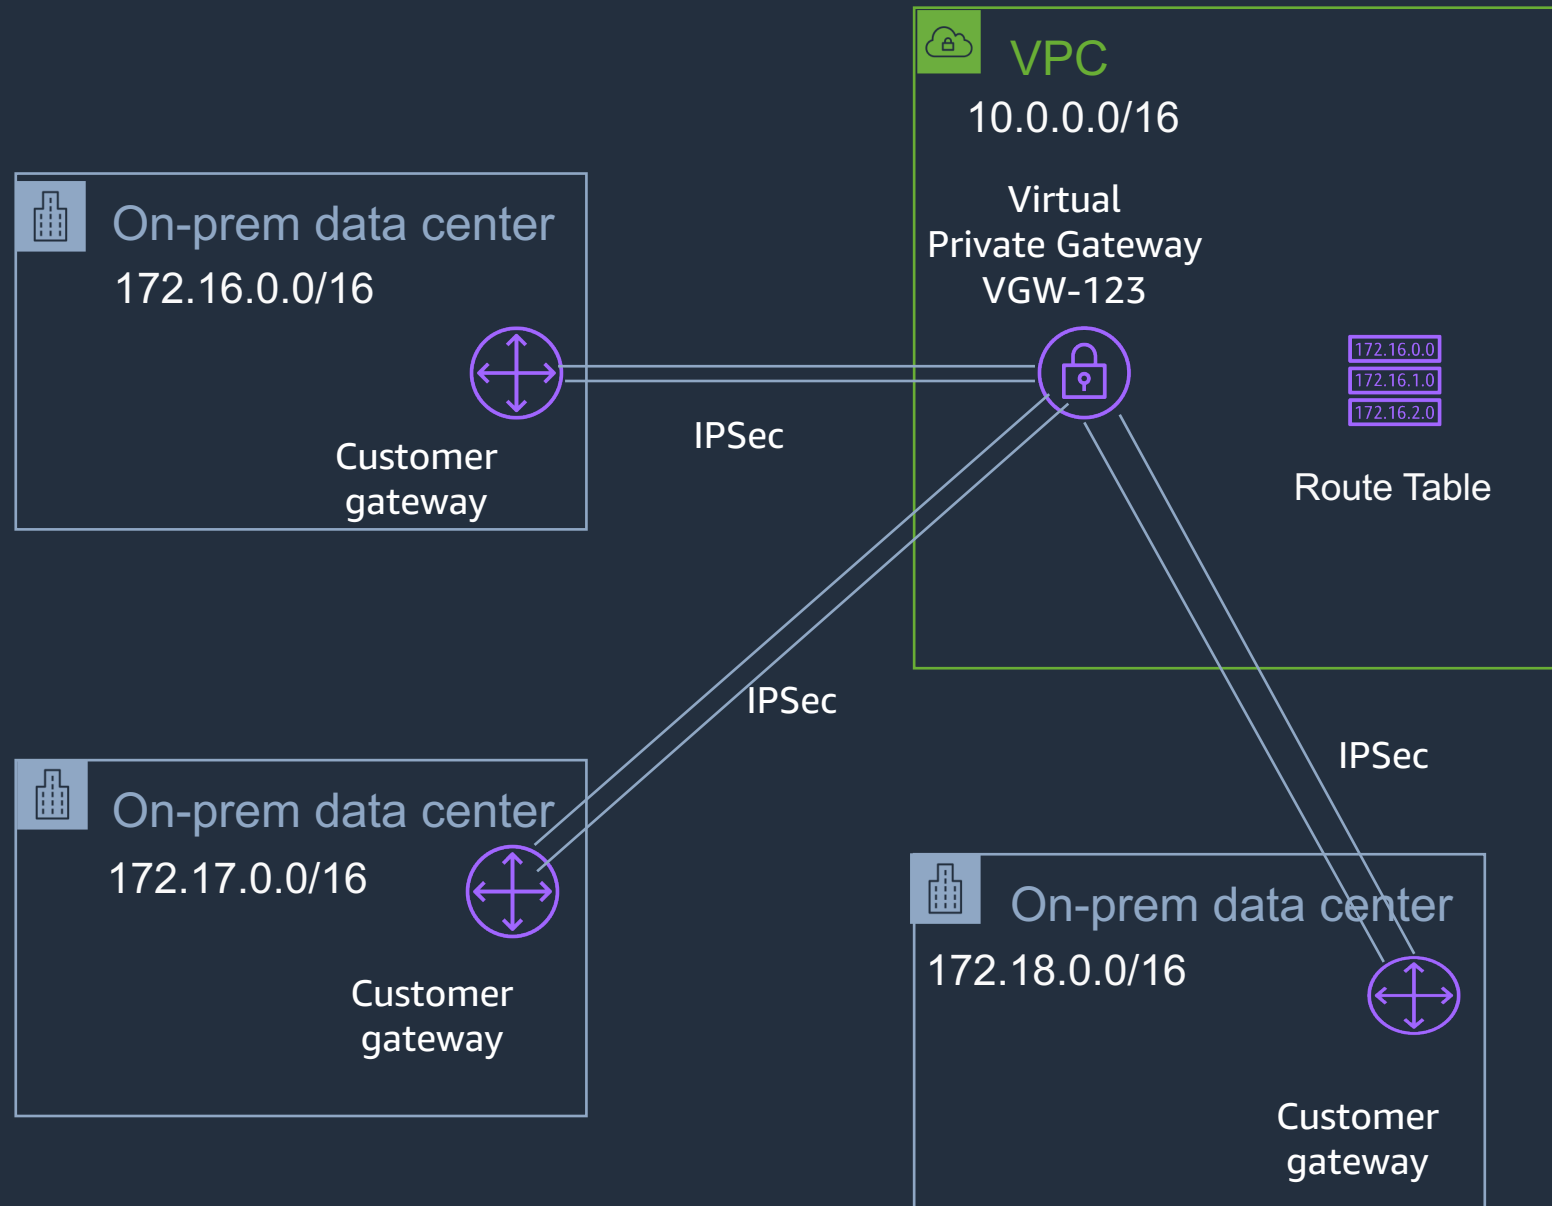 VPC
10.0.0.0/16
Virtual
Private Gateway
VGW-123
172.16.0.0
172.16.1.0
172.16.2.0
Route Table
On-prem data center
172.16.0.0/16
Customer
gateway
IPSec
IPSec
IPSec
On-prem data center
172.17.0.0/16
Customer
gateway
On-prem data center
172.18.0.0/16
Customer
gateway